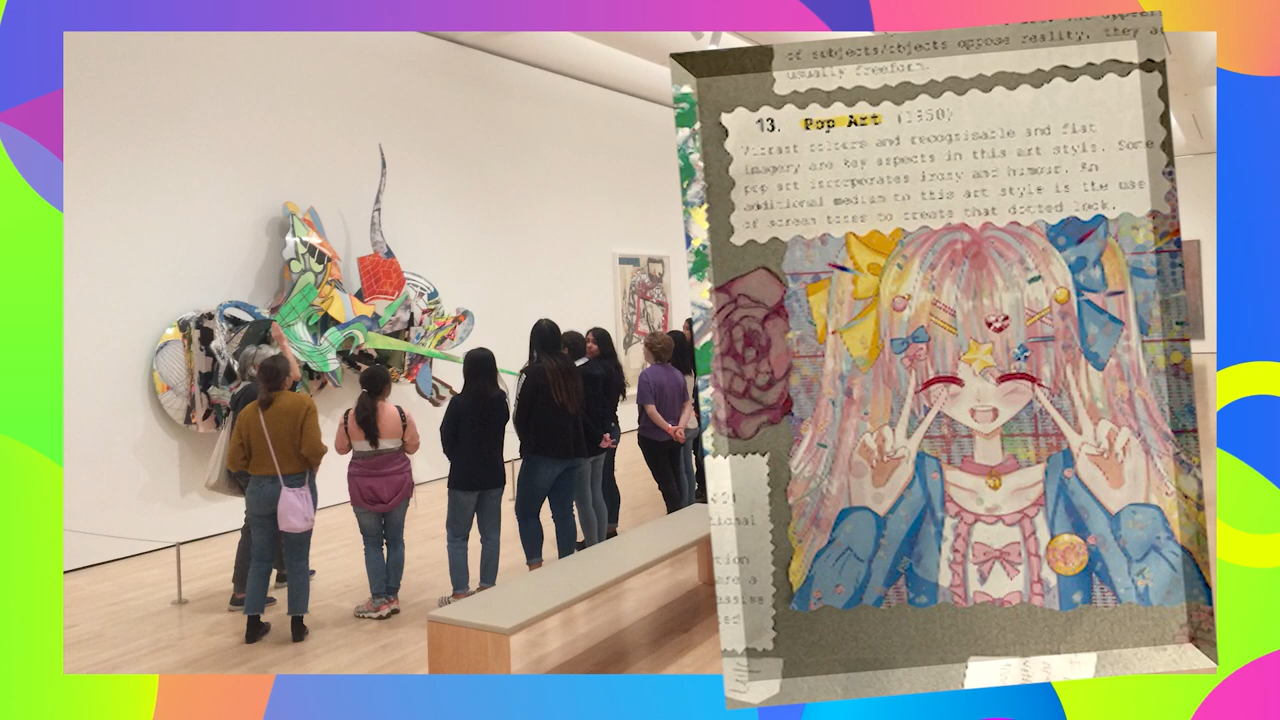 of subjects/objects oppose reality, they
usually freeform.
13. Pop Art (1950)
Vibrant colours and recognisable and flat
imagery are key aspects in this art style. Some
pop art incorporates irony and humour. An
additional medium to this art style is the use
of screen tones to create that dotted look.
tional